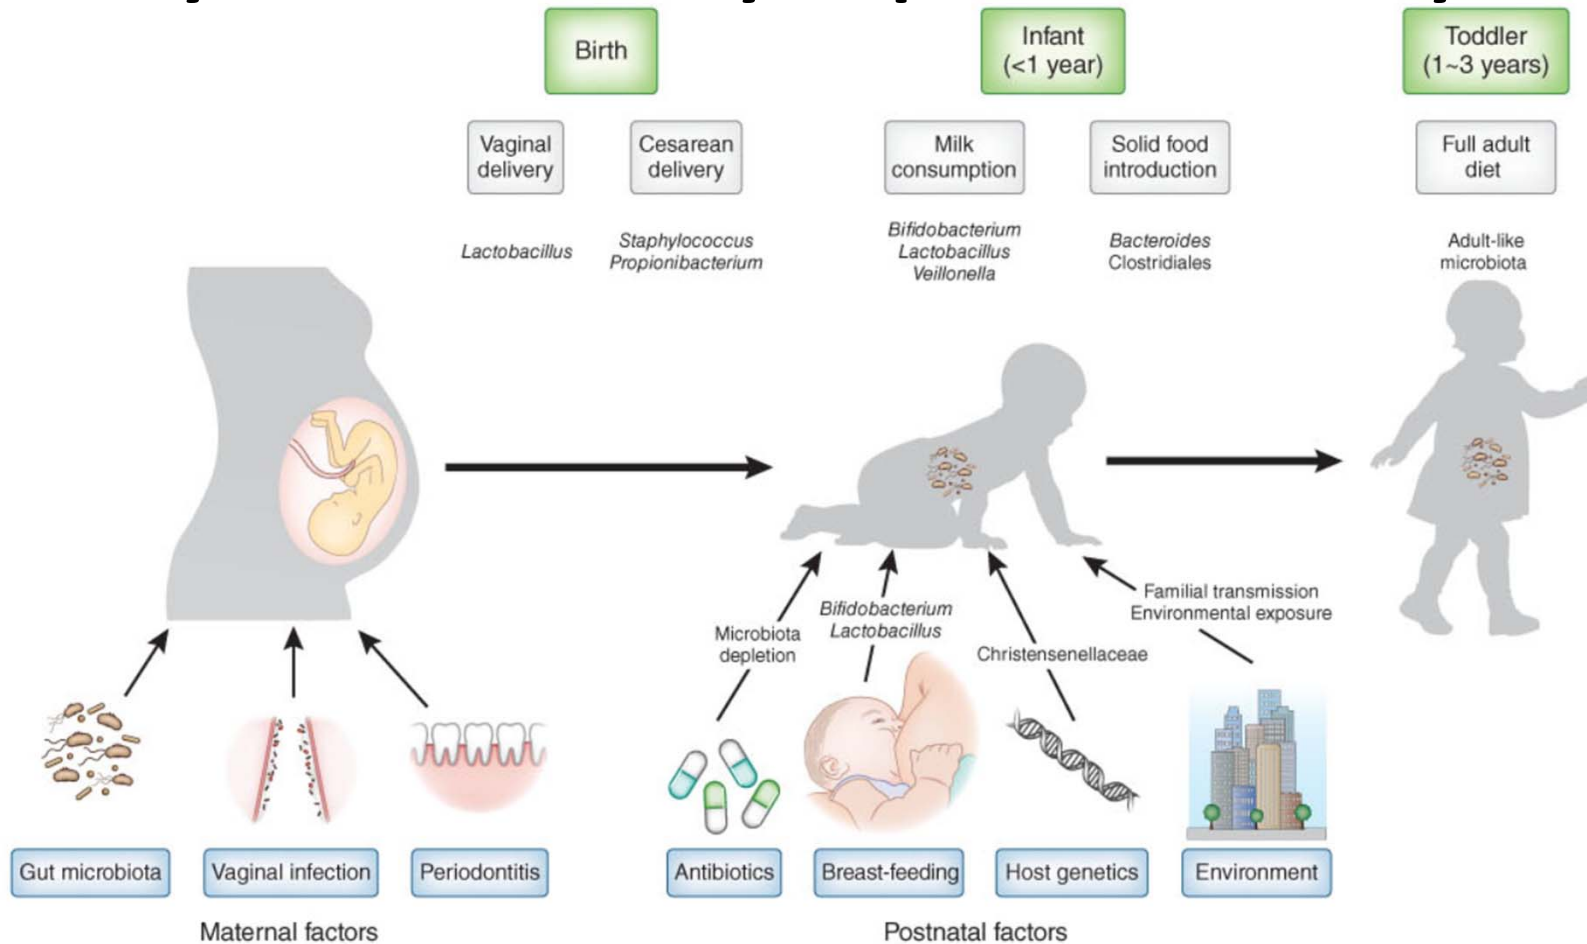 Birth
Infant
(<1 year)
Toddler
(1~3 years)
Vaginal
delivery
Cesarean
delivery
Milk
consumption
Solid food
introduction
Full adult
diet
Lactobacillus
Staphylococcus
Propionibacterium
Bifidobacterium
Lactobacillus
Veillonella
Bacteroides
Clostridiales
Adult-like
microbiota
Microbiota
depletion
Bifidobacterium
Lactobacillus
Christensenellaceae
Familial transmission
Environmental exposure
Gut microbiota
Vaginal infection
Periodontitis
Antibiotics
Breast-feeding
Host genetics
Environment
Maternal factors
Postnatal factors